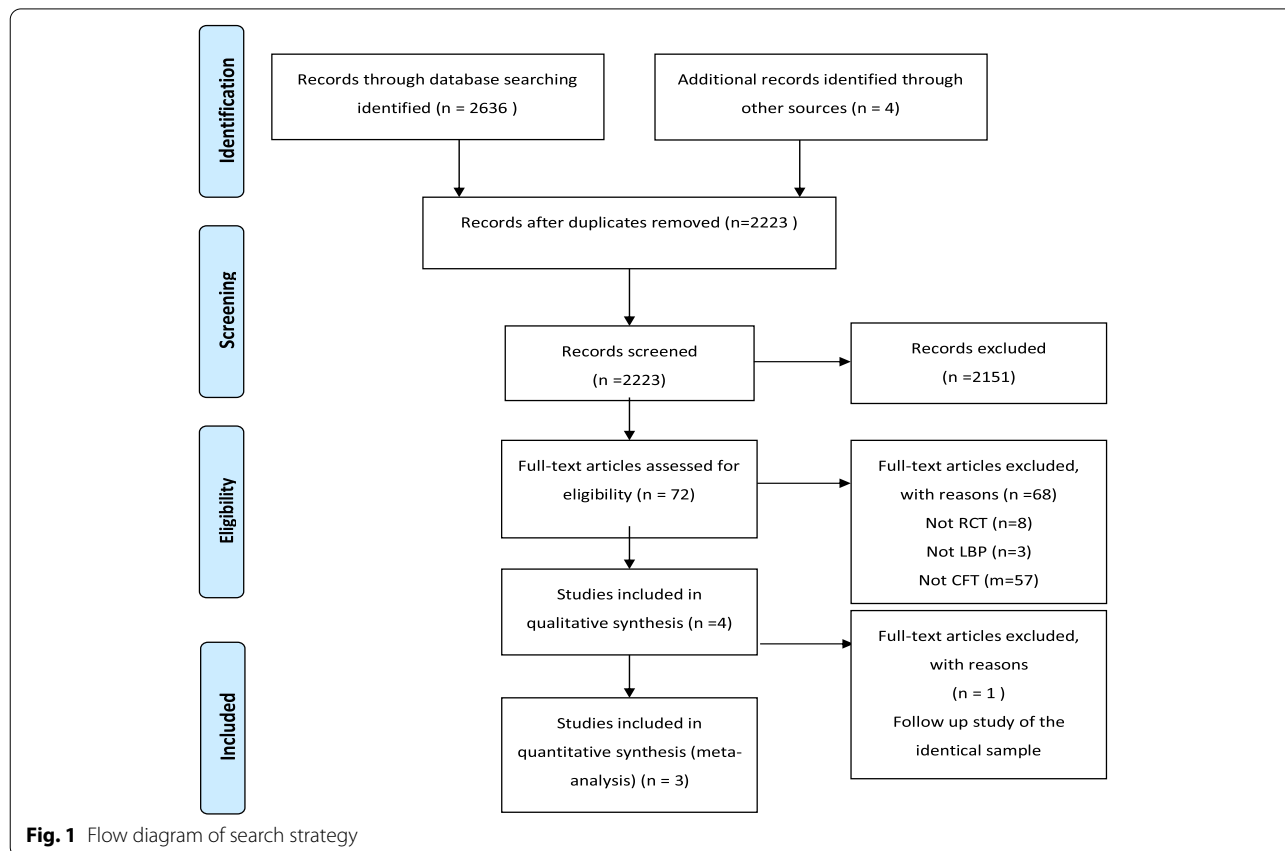 Identification
Records through database searching
identified (n = 2636 )
Additional records identified through
other sources (n = 4)
Records after duplicates removed (n=2223 )
Screening
Records screened
(n =2223)
Records excluded
(n =2151)
Eligibility
Full-text articles assessed for
eligibility (n = 72)
Full-text articles excluded,
with reasons (n =68)
Not RCT (n=8)
Not LBP (n=3)
Not CFT (m=57)
Studies included in
qualitative synthesis (n =4)
Full-text articles excluded,
with reasons
(n = 1 )
Follow up study of the
identical sample
Included
Studies included in
quantitative synthesis (meta-
analysis) (n = 3)
Fig. 1 Flow diagram of search strategy